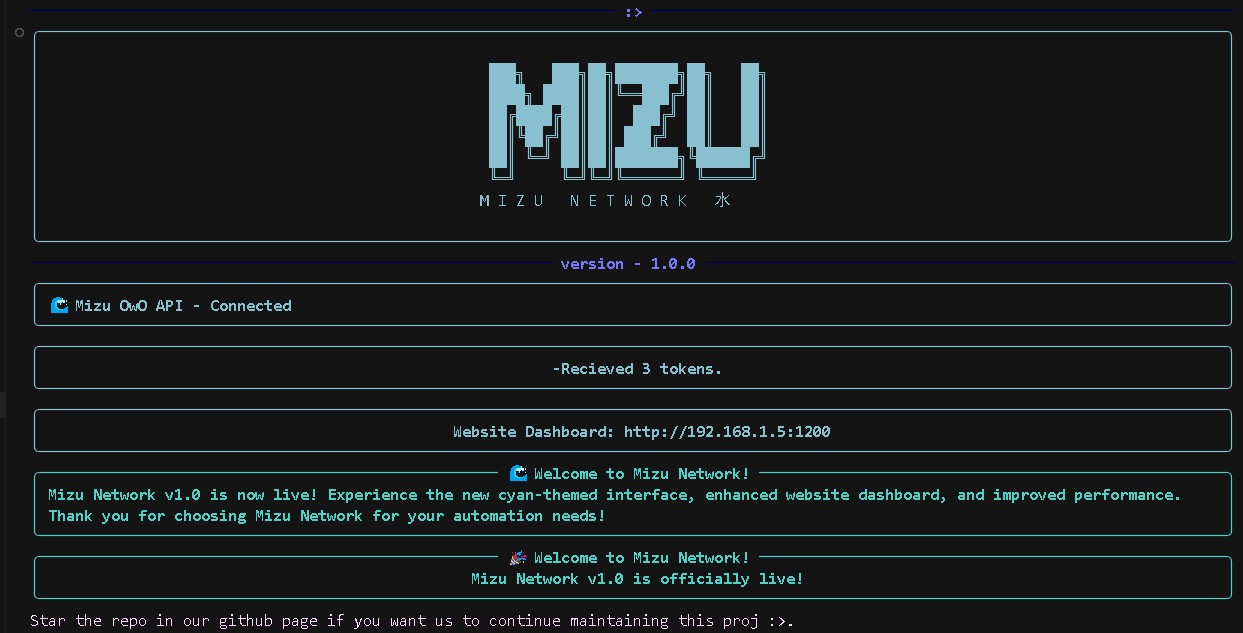 :>
MIZU
MIZU NETWORK 水
version - 1.0.0
Mizu OwO API - Connected
-Recieved 3 tokens.
Website Dashboard: http://192.168.1.5:1200
Welcome to Mizu Network!
Mizu Network v1.0 is now live! Experience the new cyan-themed interface, enhanced website dashboard, and improved performance.
Thank you for choosing Mizu Network for your automation needs!
Welcome to Mizu Network!
Mizu Network v1.0 is officially live!
Star the repo in our github page if you want us to continue maintaining this proj :>.